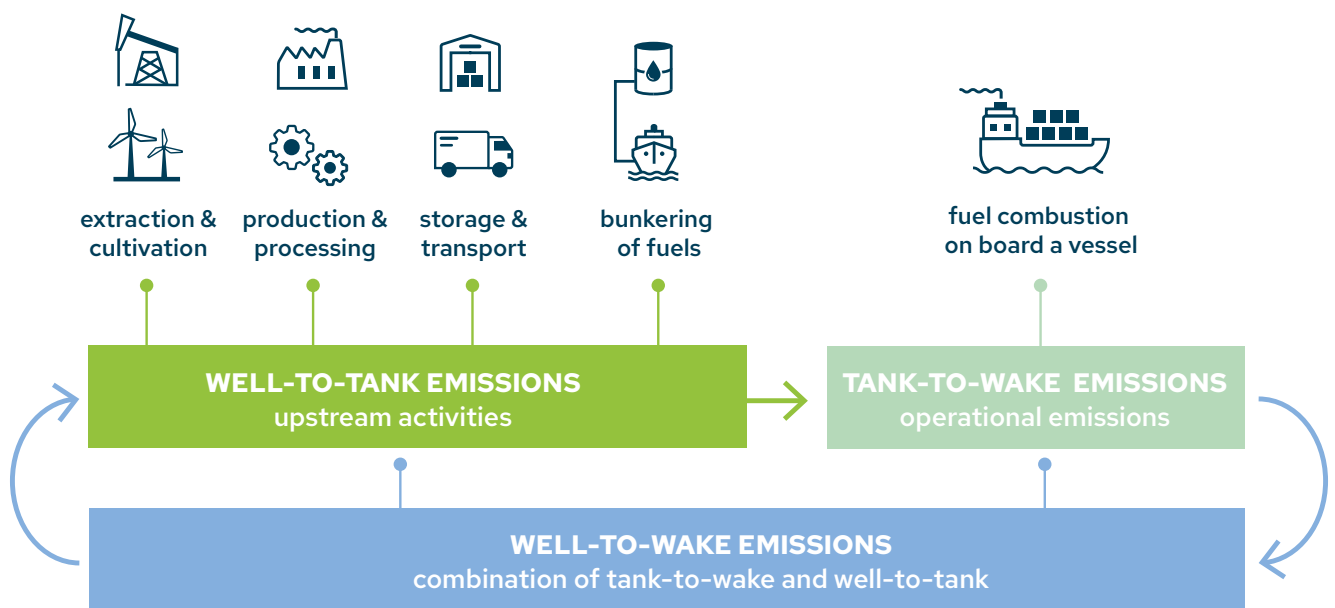 extraction &
cultivation
production &
processing
storage &
transport
bunkering
of fuels
fuel combustion
on board a vessel
WELL-TO-TANK EMISSIONS
upstream activities
TANK-TO-WAKE EMISSIONS
operational emissions
WELL-TO-WAKE EMISSIONS
combination of tank-to-wake and well-to-tank